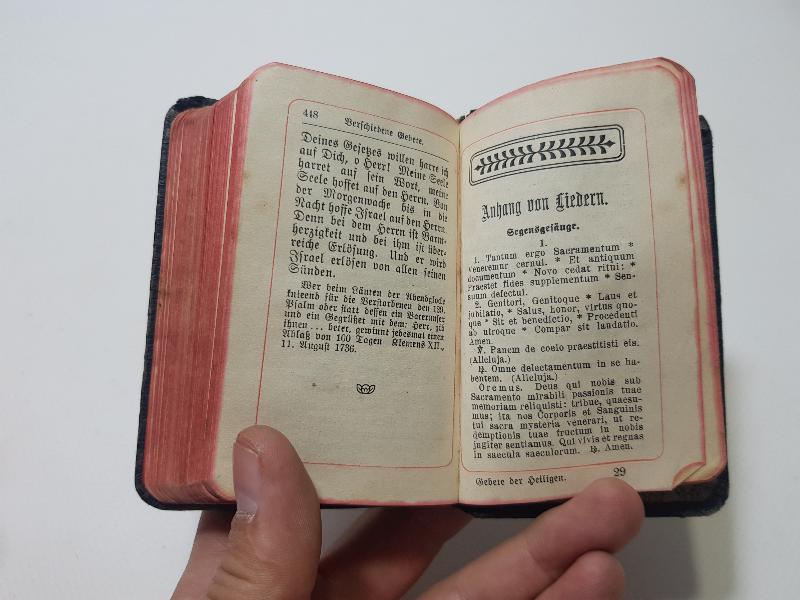 448 Verschiedene Gebete.
Deines Gesetzes willen harre ich
auf Dich, o Herr! Meine Seele
harret auf sein Wort, meine
Seele hoffet auf den Herrn. Von
der Morgenwache bis in die
Nacht hoffe Israel auf den Herrn.
Denn bei dem Herrn ist Barm-
herzigkeit und bei ihm ist über-
reiche Erlösung. Und er wird
Israel erlösen von allen seinen
Sünden.
Wer beim Läuten der Abendglocke
knieend für die Verstorbenen den 129.
Psalm oder statt dessen ein Vaterunser
und ein Gegrüßet mit dem: Herr, gib
ihnen... betet, gewinnt jedesmal einen
Ablaß von 100 Tagen Klemens XII.,
11. August 1736.
Anhang von Liedern.
Segensgesänge.
1.
1. Tantum ergo Sacramentum *
Veneremur cernui. * Et antiquum
documentum * Novo cedat ritui: *
Praestet fides supplementum * Sen-
suum defectui.
2. Genitori, Genitoque * Laus et
jubilatio, * Salus, honor, virtus quo-
que * Sit et benedictio, * Procedenti
ab utroque * Compar sit laudatio.
Amen.
℣. Panem de coelo praestitisti eis.
(Alleluja.)
℟. Omne delectamentum in se ha-
bentem. (Alleluja.)
Oremus. Deus qui nobis sub
Sacramento mirabili passionis tuae
memoriam reliquisti: tribue, quaesu-
mus; ita nos Corporis et Sanguinis
tui sacra mysteria venerari, ut re-
demptionis tuae fructum in nobis
jugiter sentiamus. Qui vivis et regnas
in saecula saeculorum. ℟. Amen.
Gebete der Heiligen. 29